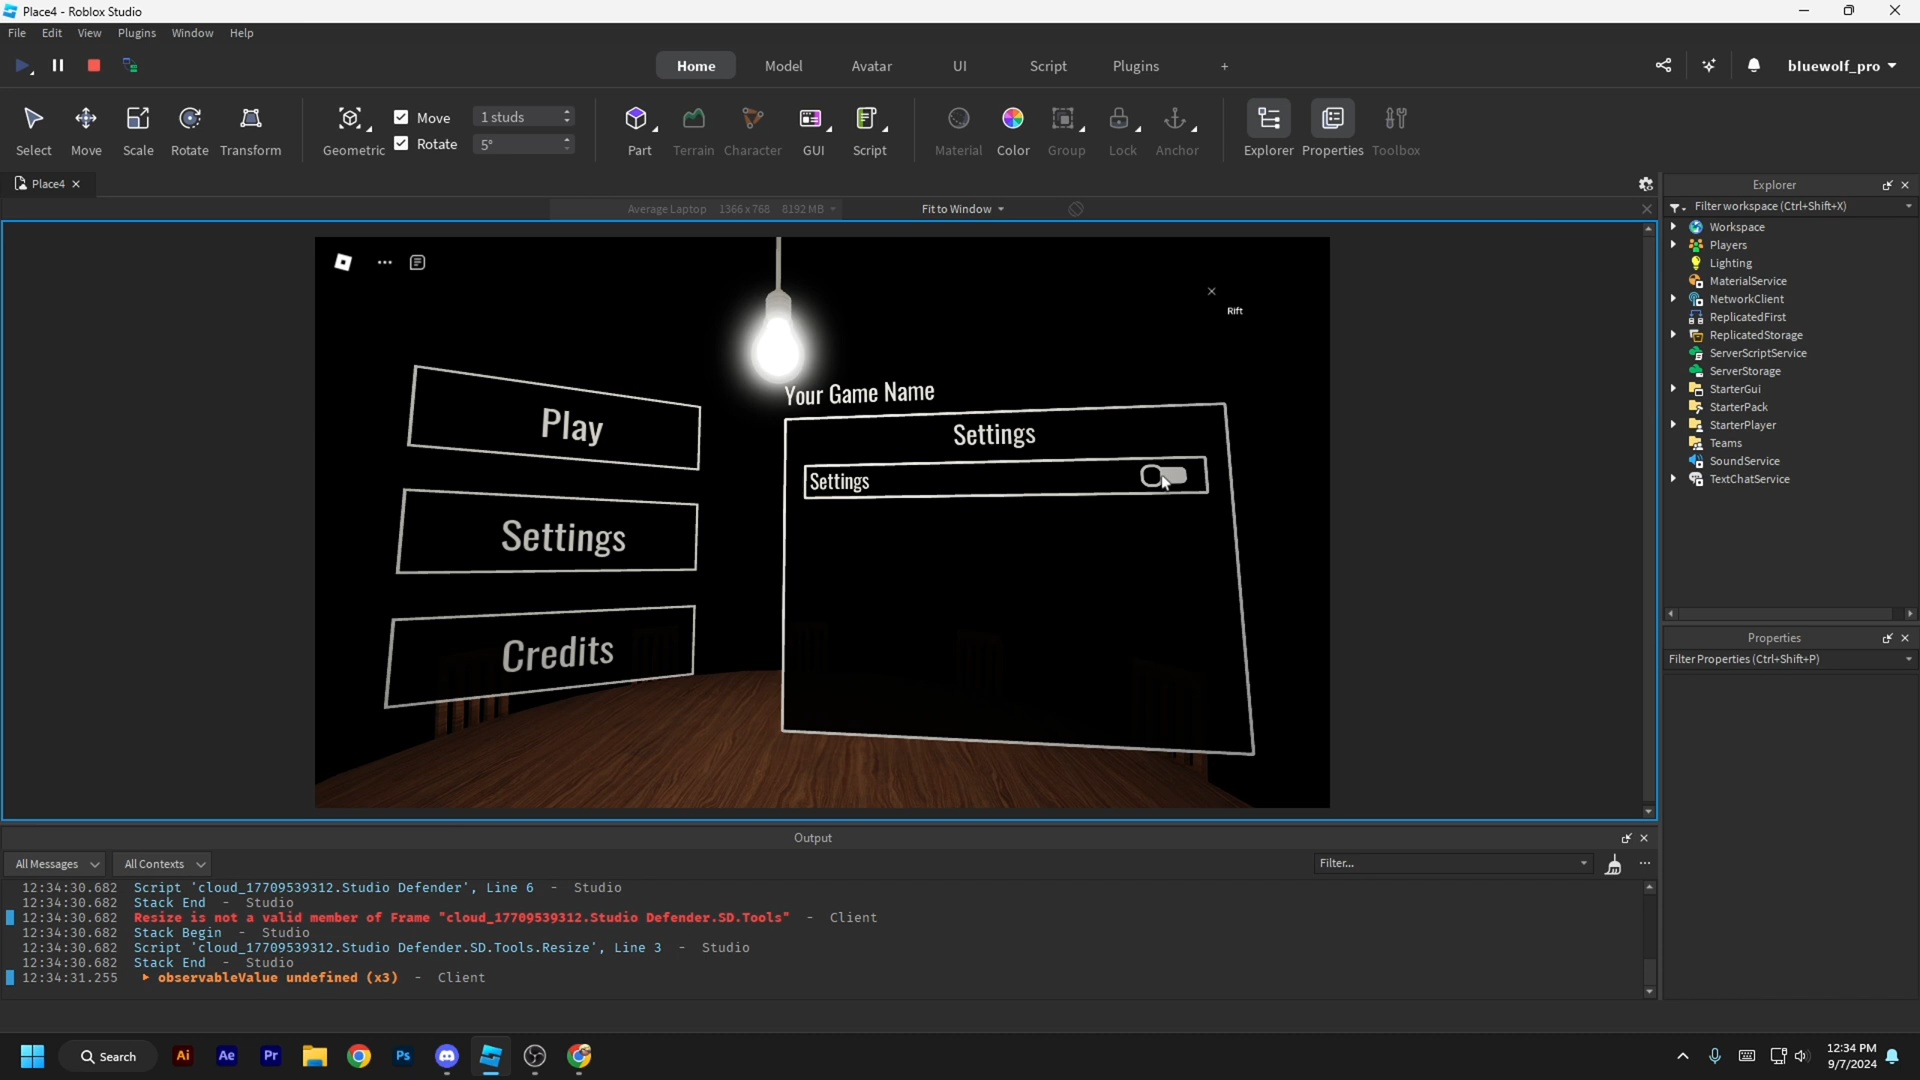 Place4 - Roblox Studio
File Edit View Plugins Window Help
Home Model Avatar UI Script Plugins +
bluewolf_pro
Move 1 studs
Rotate 5°
Select Move Scale Rotate Transform Geometric Part Terrain Character GUI Script Material Color Group Lock Anchor Explorer Properties Toolbox
Place4
Average Laptop 1366 x 768 8192 MB
Fit to Window
Explorer
Filter workspace (Ctrl+Shift+X)
Workspace
Players
Lighting
MaterialService
NetworkClient
ReplicatedFirst
ReplicatedStorage
ServerScriptService
ServerStorage
StarterGui
StarterPack
StarterPlayer
Teams
SoundService
TextChatService
Properties
Filter Properties (Ctrl+Shift+P)
Rift
Your Game Name
Play
Settings
Credits
Settings
Settings
Output
All Messages All Contexts Filter...
12:34:30.682 Script 'cloud_17709539312.Studio Defender', Line 6 - Studio
12:34:30.682 Stack End - Studio
12:34:30.682 Resize is not a valid member of Frame "cloud_17709539312.Studio Defender.SD.Tools" - Client
12:34:30.682 Stack Begin - Studio
12:34:30.682 Script 'cloud_17709539312.Studio Defender.SD.Tools.Resize', Line 3 - Studio
12:34:30.682 Stack End - Studio
12:34:31.255 observableValue undefined (x3) - Client
Search
Ai Ae Pr Ps
12:34 PM
9/7/2024